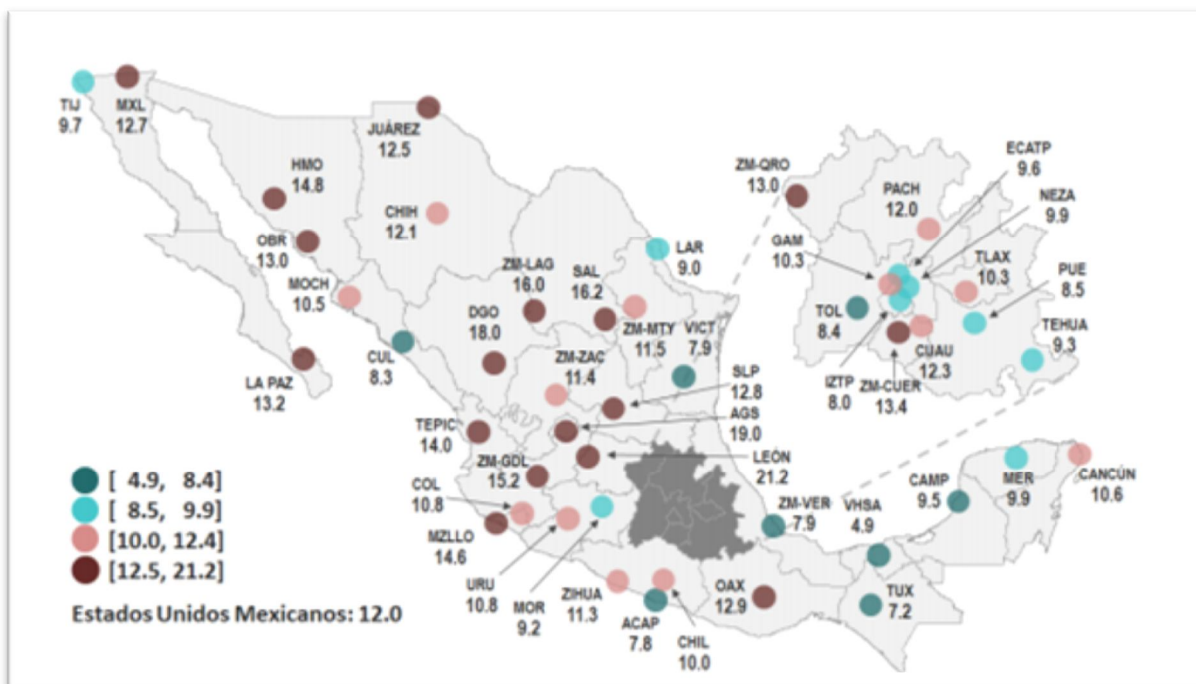 TIJ
9.7
MXL
12.7
JUÁREZ
12.5
HMO
14.8
CHIH
12.1
OBR
13.0
MOCH
10.5
LA PAZ
13.2
CUL
8.3
DGO
18.0
ZM-LAG
16.0
SAL
16.2
LAR
9.0
ZM-MTY
11.5
VICT
7.9
ZM-ZAC
11.4
SLP
12.8
AGS
19.0
LEÓN
21.2
TEPIC
14.0
ZM-GDL
15.2
COL
10.8
MZLLO
14.6
URU
10.8
MOR
9.2
ZIHUA
11.3
ACAP
7.8
CHIL
10.0
OAX
12.9
ZM-VER
7.9
VHSA
4.9
TUX
7.2
CAMP
9.5
MER
9.9
CANCÚN
10.6
ZM-QRO
13.0
PACH
12.0
ECATP
9.6
NEZA
9.9
GAM
10.3
TLAX
10.3
PUE
8.5
TOL
8.4
TEHUA
9.3
CUAU
12.3
IZTP
8.0
ZM-CUER
13.4
[ 4.9, 8.4]
[ 8.5, 9.9]
[10.0, 12.4]
[12.5, 21.2]
Estados Unidos Mexicanos: 12.0